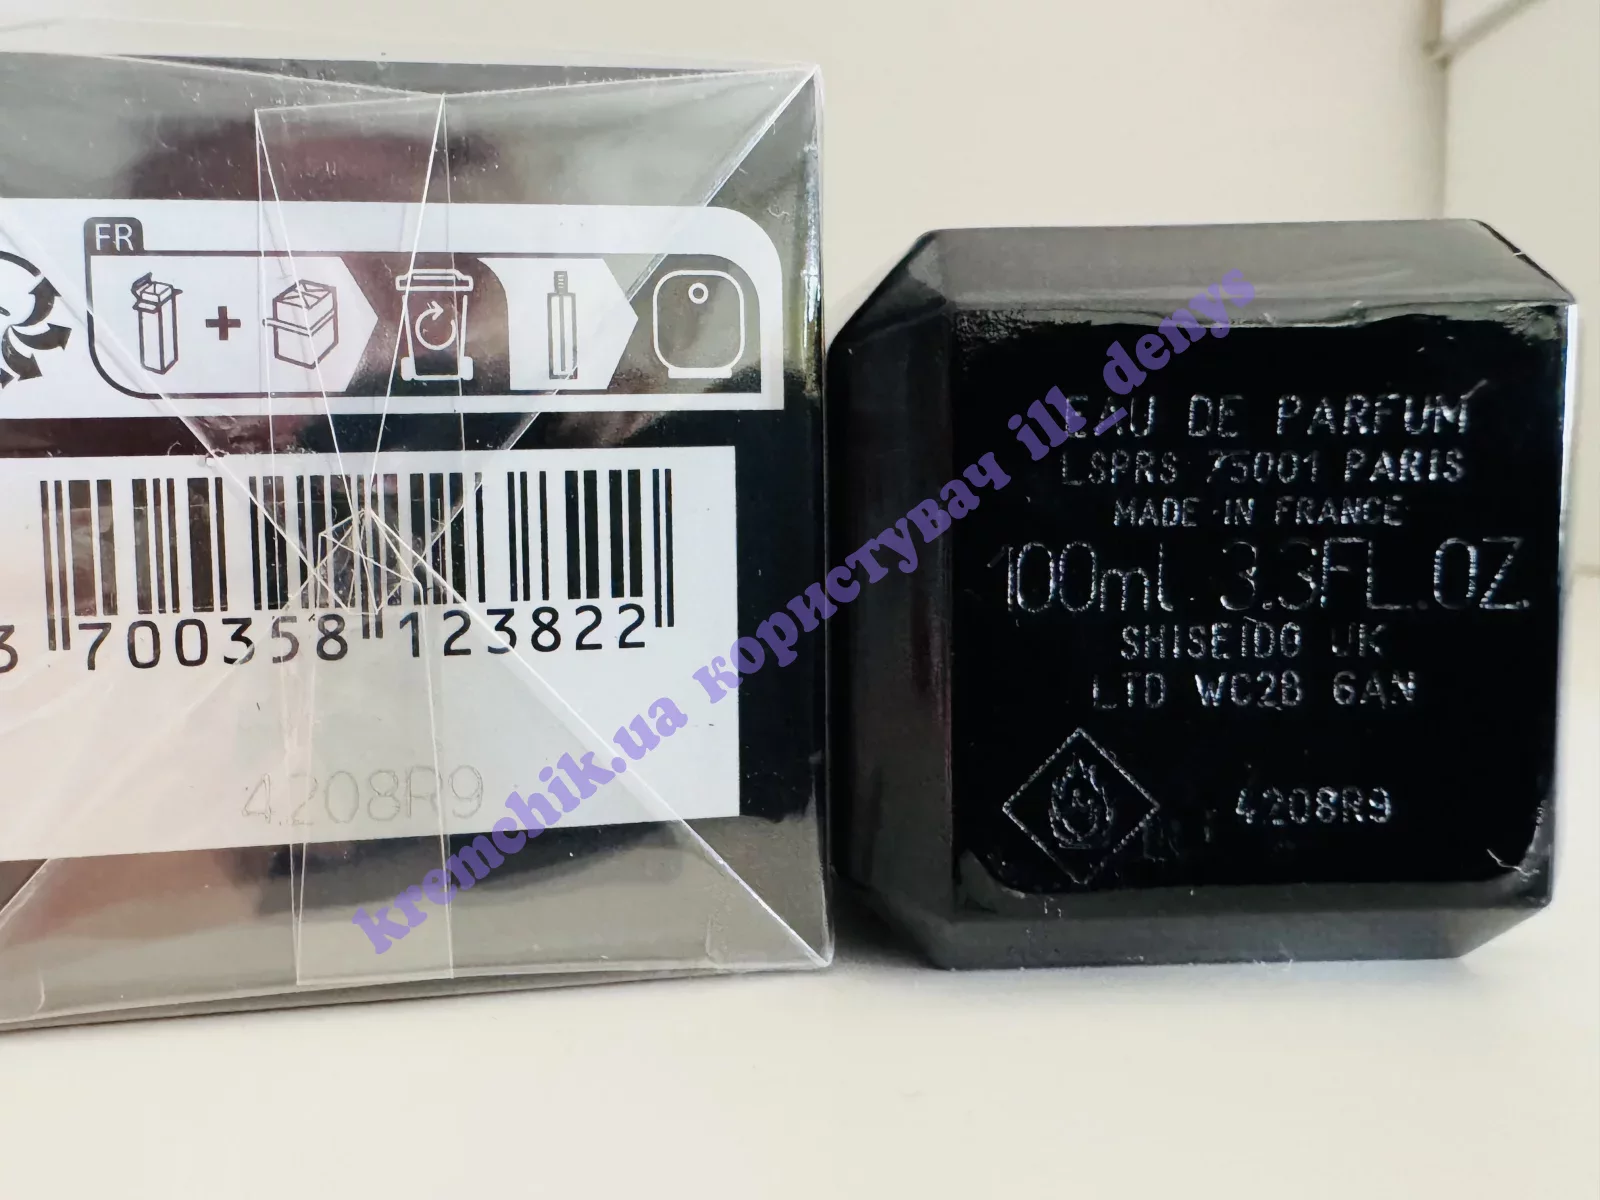 FR
3 700358 123822
4208R9
EAU DE PARFUM
LSPRS 75001 PARIS
MADE IN FRANCE
100ml 3.3FL.OZ.
SHISEIDO UK
LTD WC2B 6AN
4208R9
kremchik.ua користувач ill_denys